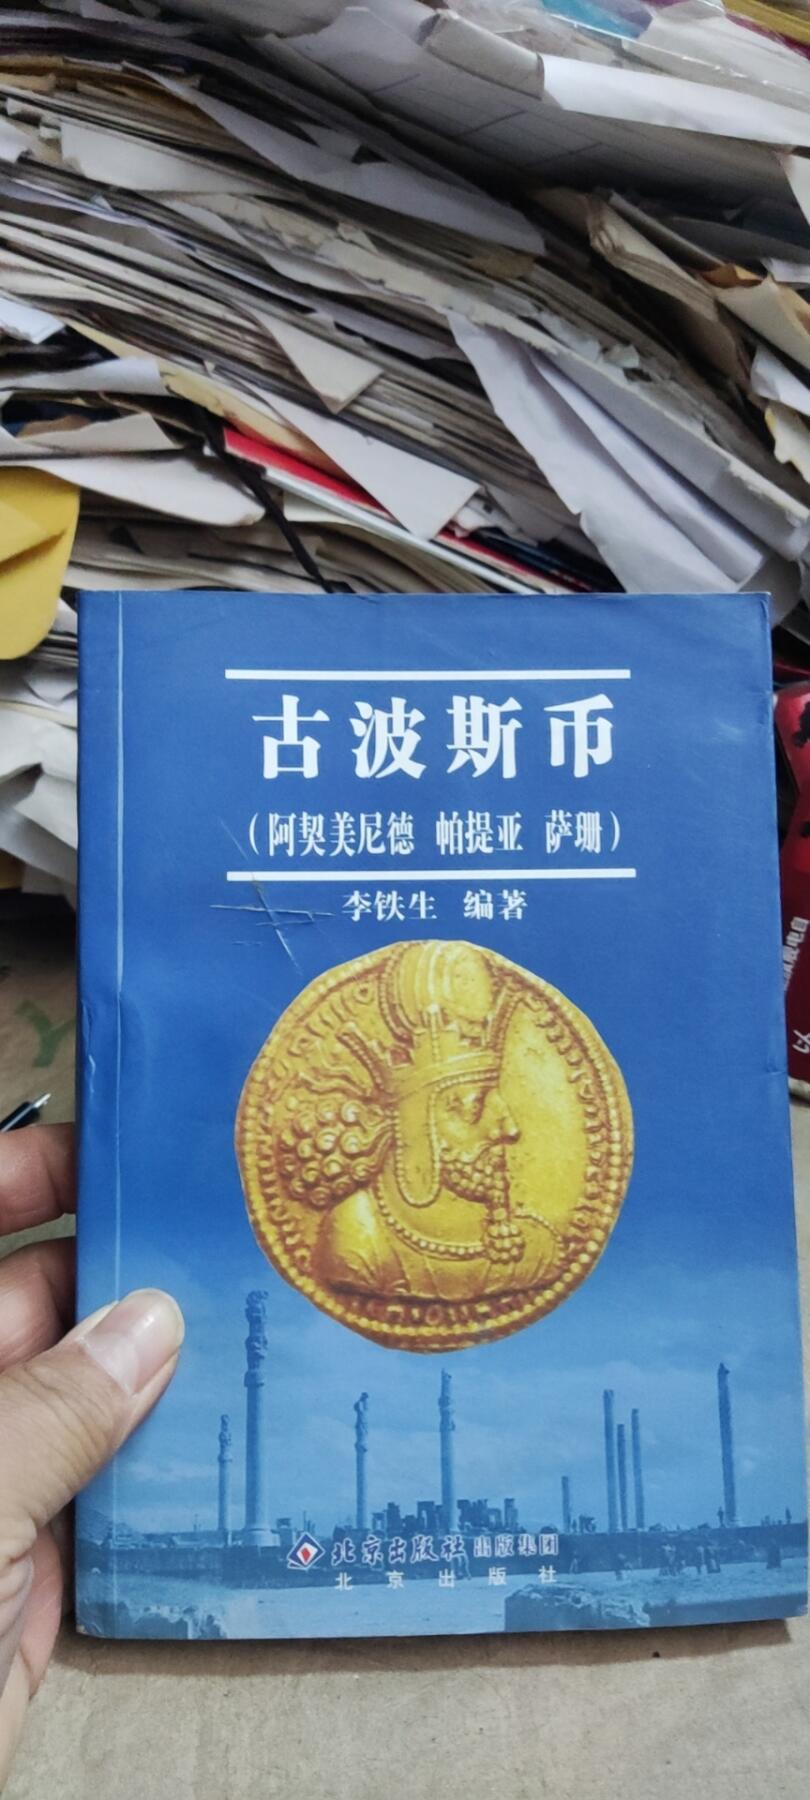 古波斯币
（阿契美尼德 帕提亚 萨珊）
李铁生 编著
北京出版社出版集团
北京出版社